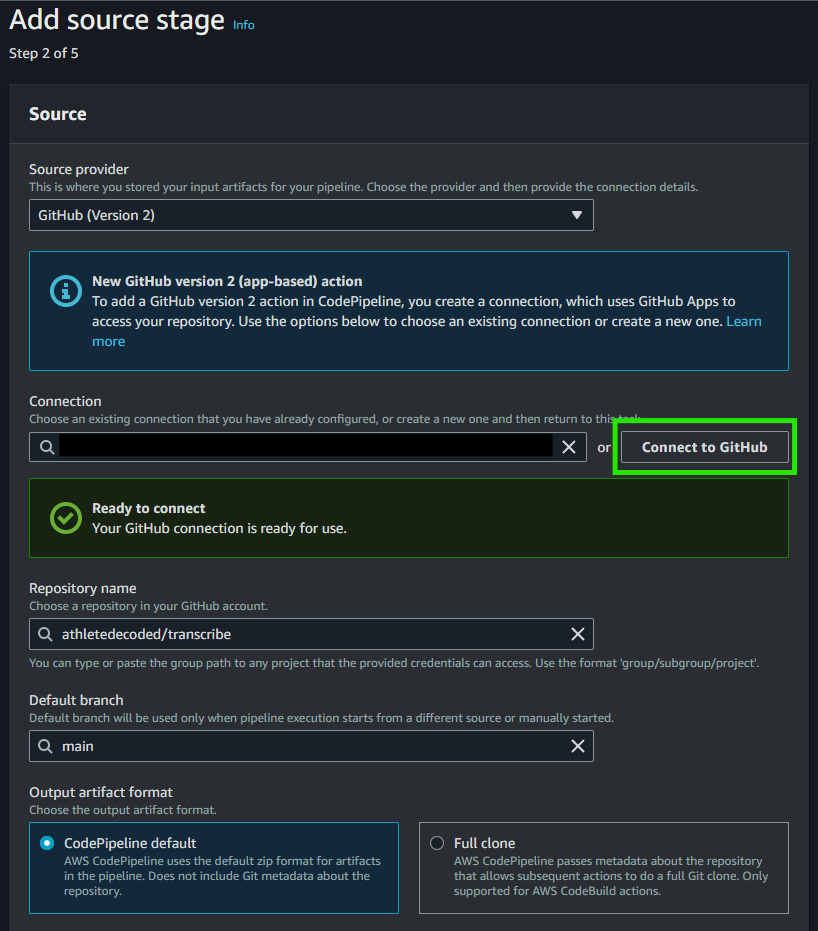 Add source stage Info
Step 2 of 5
Source
Source provider
This is where you stored your input artifacts for your pipeline. Choose the provider and then provide the connection details.
GitHub (Version 2)
New GitHub version 2 (app-based) action
To add a GitHub version 2 action in CodePipeline, you create a connection, which uses GitHub Apps to
access your repository. Use the options below to choose an existing connection or create a new one. Learn
more
Connection
Choose an existing connection that you have already configured, or create a new one and then return to this task.
or Connect to GitHub
Ready to connect
Your GitHub connection is ready for use.
Repository name
Choose a repository in your GitHub account.
athletedecoded/transcribe
You can type or paste the group path to any project that the provided credentials can access. Use the format 'group/subgroup/project'.
Default branch
Default branch will be used only when pipeline execution starts from a different source or manually started.
main
Output artifact format
Choose the output artifact format.
CodePipeline default
AWS CodePipeline uses the default zip format for artifacts
in the pipeline. Does not include Git metadata about the
repository.
Full clone
AWS CodePipeline passes metadata about the repository
that allows subsequent actions to do a full Git clone. Only
supported for AWS CodeBuild actions.